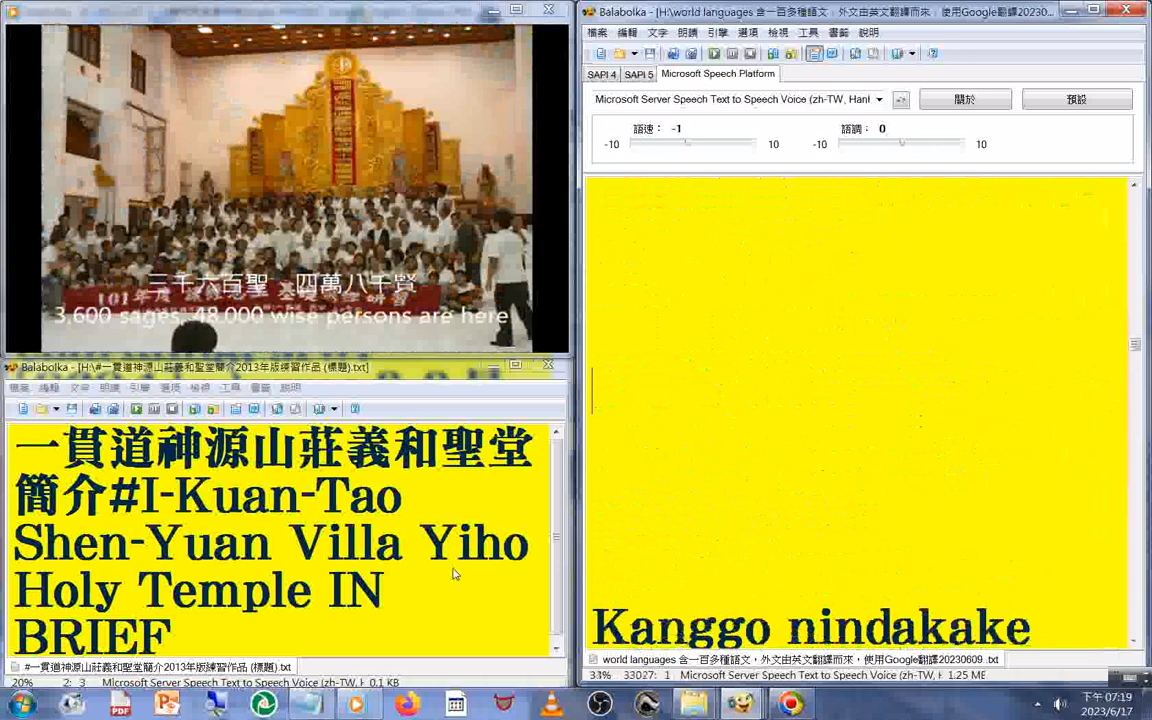 三千六百聖 四萬八千賢
3,600 sages, 48,000 wise persons are here
Balabolka - [H:\#一貫道神源山莊義和聖堂簡介2013年版練習作品 (標題).txt]
檔案 編輯 文字 朗讀 引擎 選項 檢視 工具 書籤 說明
一貫道神源山莊義和聖堂
簡介#I-Kuan-Tao
Shen-Yuan Villa Yiho
Holy Temple IN
BRIEF
#一貫道神源山莊義和聖堂簡介2013年版練習作品 (標題).txt
20% 2: 3 Microsoft Server Speech Text to Speech Voice (zh-TW, H 0.1 KB
Balabolka - [H:\world languages 含一百多種語文，外文由英文翻譯而來，使用Google翻譯20230...
檔案 編輯 文字 朗讀 引擎 選項 檢視 工具 書籤 說明
SAPI 4 SAPI 5 Microsoft Speech Platform
Microsoft Server Speech Text to Speech Voice (zh-TW, Han 關於 預設
語速： -1 語調： 0
-10 10 -10 10
Kanggo nindakake
world languages 含一百多種語文，外文由英文翻譯而來，使用Google翻譯20230609 .txt
33% 33027: 1 Microsoft Server Speech Text to Speech Voice (zh-TW, H 1.25 ME
下午 07:19
2023/6/17